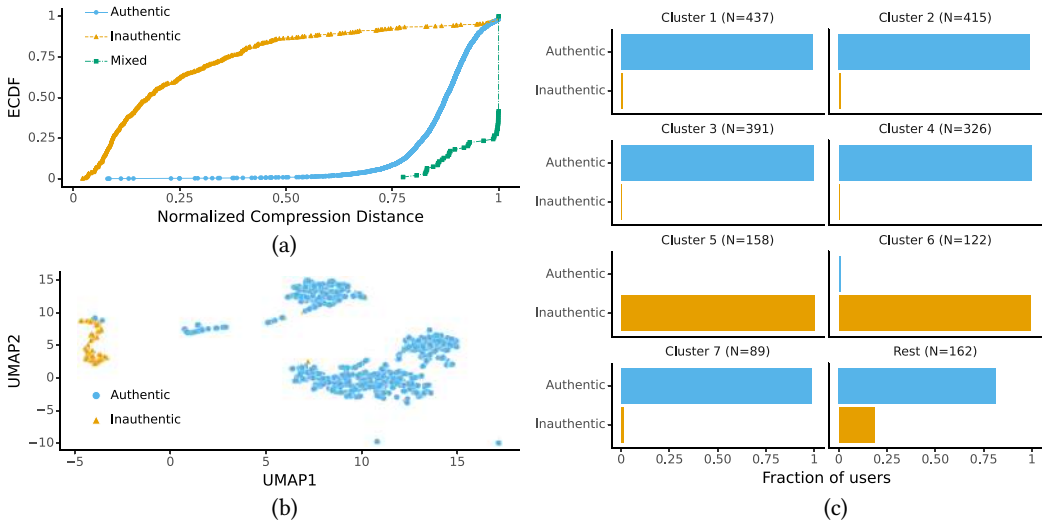 Authentic
Inauthentic
Mixed
ECDF
1
0.75
0.50
0.25
0
0 0.25 0.50 0.75 1
Normalized Compression Distance
(a)
UMAP2
15
10
5
0
−5
−10
Authentic
Inauthentic
−5 0 5 10 15
UMAP1
(b)
Cluster 1 (N=437) Cluster 2 (N=415)
Authentic
Inauthentic
Cluster 3 (N=391) Cluster 4 (N=326)
Authentic
Inauthentic
Cluster 5 (N=158) Cluster 6 (N=122)
Authentic
Inauthentic
Cluster 7 (N=89) Rest (N=162)
Authentic
Inauthentic
0 0.25 0.50 0.75 1 0 0.25 0.50 0.75 1
Fraction of users
(c)